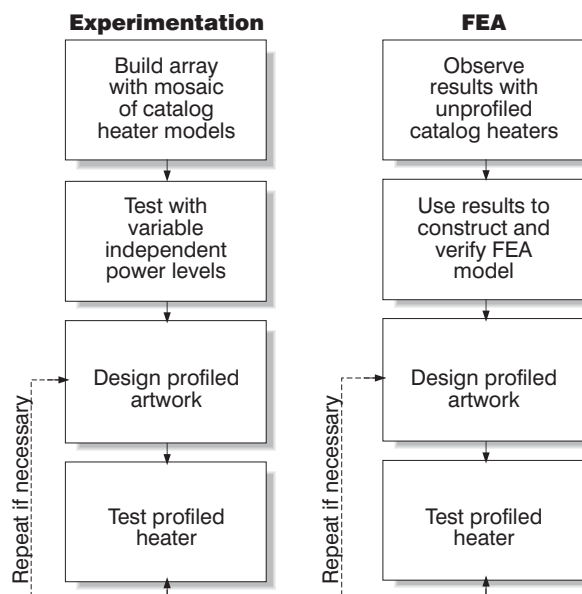 Experimentation
Build array
with mosaic
of catalog
heater models
Test with
variable
independent
power levels
Design profiled
artwork
Test profiled
heater
Repeat if necessary
FEA
Observe
results with
unprofiled
catalog heaters
Use results to
construct and
verify FEA
model
Design profiled
artwork
Test profiled
heater
Repeat if necessary